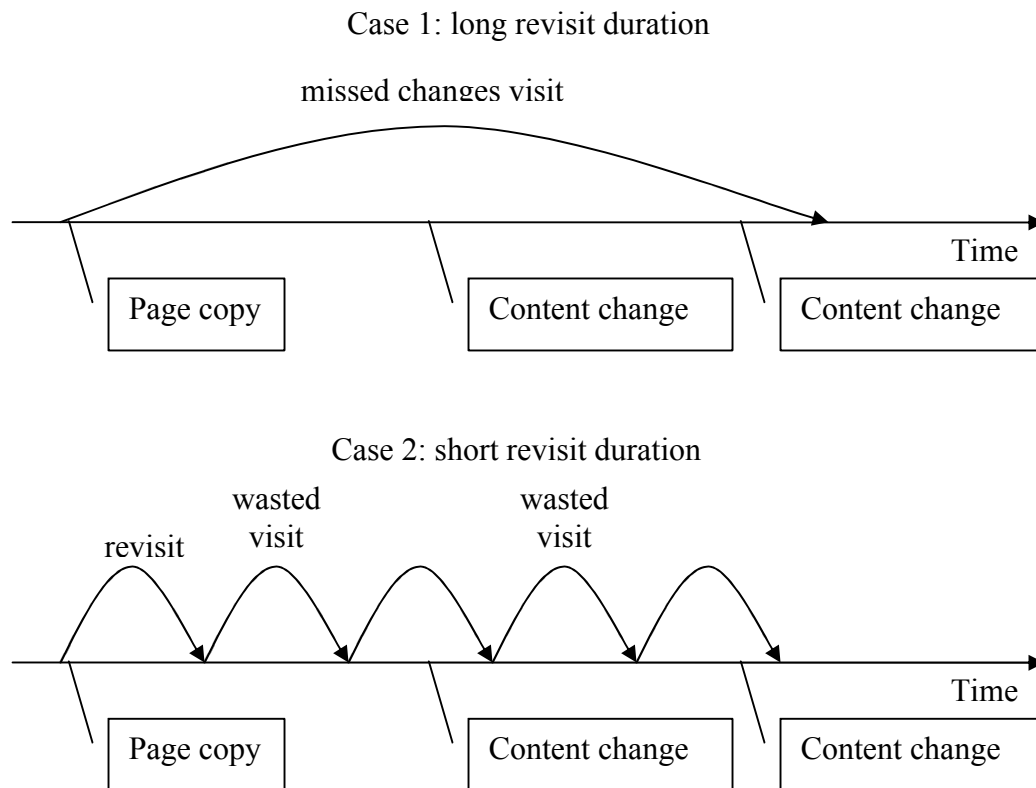 Case 1: long revisit duration
missed changes visit
Time
Page copy
Content change
Content change
Case 2: short revisit duration
wasted
visit
wasted
visit
revisit
Time
Page copy
Content change
Content change